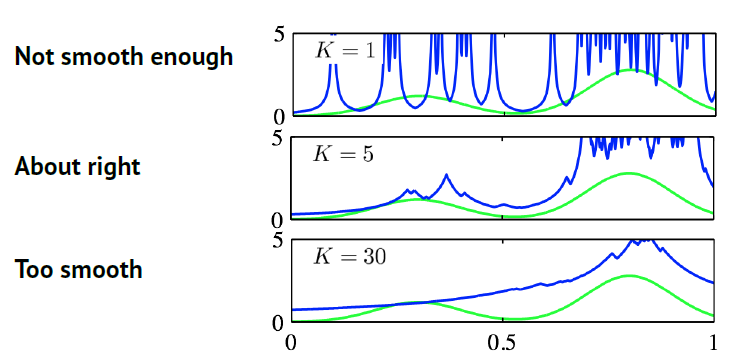 Not smooth enough
5
K = 1
0
About right
5
K = 5
0
Too smooth
5
K = 30
0
0 0.5 1